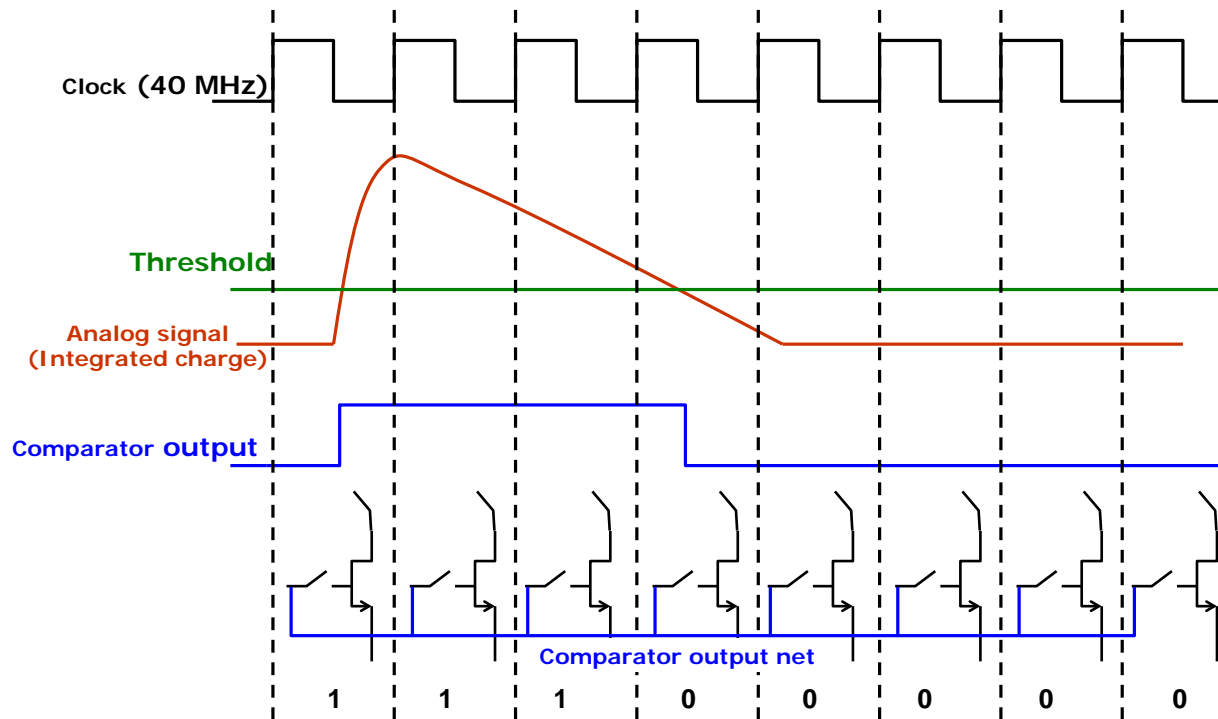 Clock (40 MHz)
Threshold
Analog signal
(Integrated charge)
Comparator output
Comparator output net
1 1 1 0 0 0 0 0